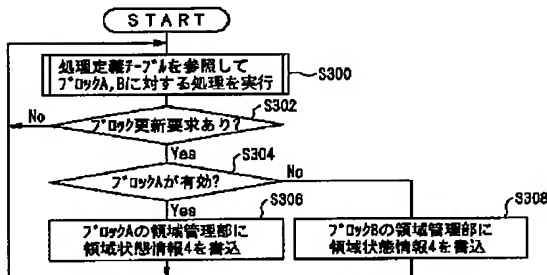 START
処理定義テーブルを参照して
ブロックA,Bに対する処理を実行
S300
S302
No
ブロック更新要求あり?
Yes
S304
No
ブロックAが有効?
Yes
S306
S308
ブロックAの領域管理部に
領域状態情報4を書込
ブロックBの領域管理部に
領域状態情報4を書込